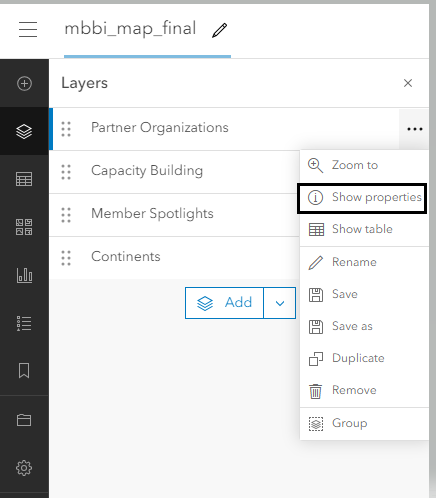 mbbi_map_final
Layers
Partner Organizations
Capacity Building
Member Spotlights
Continents
Add
Zoom to
Show properties
Show table
Rename
Save
Save as
Duplicate
Remove
Group